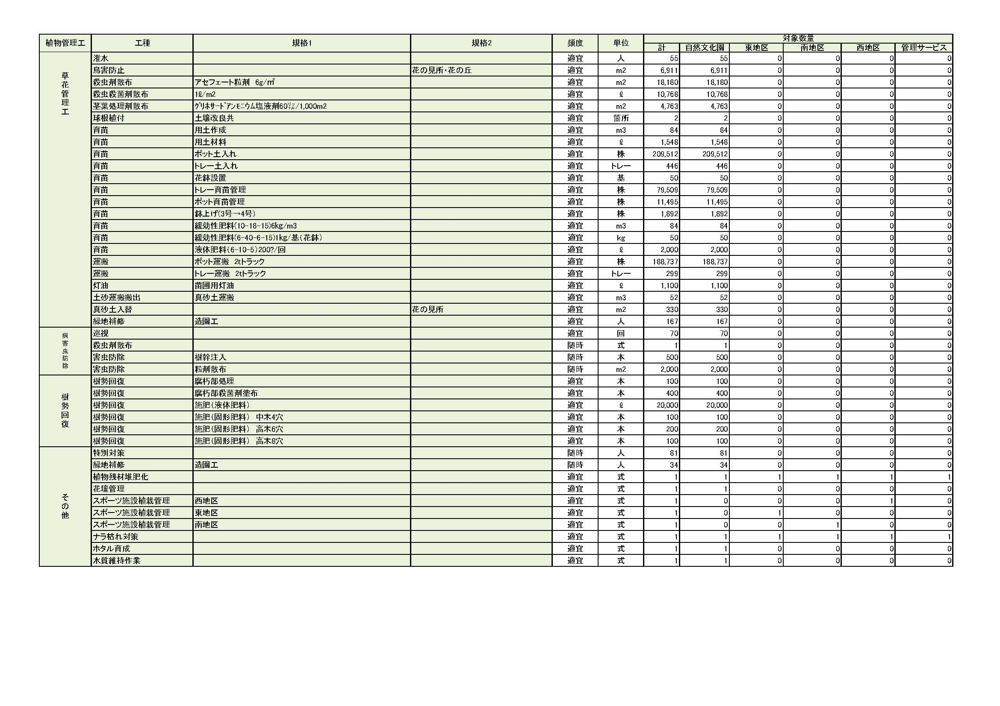 植物管理工 工種 規格1 規格2 頻度 単位 対象数量
計 自然文化園 東地区 南地区 西地区 管理サービス
草花管理工
潅水 適宜 人 55 55 0 0 0 0
鳥害防止 花の見所・花の丘 適宜 m2 6,911 6,911 0 0 0 0
殺虫剤散布 アセフェート粒剤 6g/㎡ 適宜 m2 18,180 18,180 0 0 0 0
殺虫殺菌剤散布 1ℓ/m2 適宜 ℓ 10,768 10,768 0 0 0 0
茎葉処理剤散布 ｸﾞﾘﾎｻｰﾄﾞｱﾝﾓﾆｳﾑ塩液剤60㍉㍑/1,000m2 適宜 m2 4,763 4,763 0 0 0 0
球根植付 土壌改良共 適宜 箇所 2 2 0 0 0 0
育苗 用土作成 適宜 m3 84 84 0 0 0 0
育苗 用土材料 適宜 ℓ 1,548 1,548 0 0 0 0
育苗 ポット土入れ 適宜 株 209,512 209,512 0 0 0 0
育苗 トレー土入れ 適宜 トレー 446 446 0 0 0 0
育苗 花鉢設置 適宜 基 50 50 0 0 0 0
育苗 トレー育苗管理 適宜 株 79,509 79,509 0 0 0 0
育苗 ポット育苗管理 適宜 株 11,495 11,495 0 0 0 0
育苗 鉢上げ(3号→4号) 適宜 株 1,892 1,892 0 0 0 0
育苗 緩効性肥料(10-18-15)6kg/m3 適宜 m3 84 84 0 0 0 0
育苗 緩効性肥料(6-40-6-15)1kg/基(花鉢) 適宜 kg 50 50 0 0 0 0
育苗 液体肥料(6-10-5)200?/回 適宜 ℓ 2,000 2,000 0 0 0 0
運搬 ポット運搬 2tトラック 適宜 株 188,737 188,737 0 0 0 0
運搬 トレー運搬 2tトラック 適宜 トレー 299 299 0 0 0 0
灯油 苗圃用灯油 適宜 ℓ 1,100 1,100 0 0 0 0
土砂運搬搬出 真砂土運搬 適宜 m3 52 52 0 0 0 0
真砂土入替 花の見所 適宜 m2 330 330 0 0 0 0
緑地補修 造園工 適宜 人 167 167 0 0 0 0
病害虫防除
巡視 適宜 回 70 70 0 0 0 0
殺虫剤散布 随時 式 1 1 0 0 0 0
害虫防除 樹幹注入 随時 本 500 500 0 0 0 0
害虫防除 粒剤散布 随時 m2 2,000 2,000 0 0 0 0
樹勢回復
樹勢回復 腐朽部処理 適宜 本 100 100 0 0 0 0
樹勢回復 腐朽部殺菌剤塗布 適宜 本 400 400 0 0 0 0
樹勢回復 施肥(液体肥料) 適宜 ℓ 20,000 20,000 0 0 0 0
樹勢回復 施肥(固形肥料) 中木4穴 適宜 本 100 100 0 0 0 0
樹勢回復 施肥(固形肥料) 高木6穴 適宜 本 200 200 0 0 0 0
樹勢回復 施肥(固形肥料) 高木8穴 適宜 本 100 100 0 0 0 0
その他
特別対策 随時 人 81 81 0 0 0 0
緑地補修 造園工 随時 人 34 34 0 0 0 0
植物残材堆肥化 適宜 式 1 1 1 1 1 1
花壇管理 適宜 式 1 1 0 0 0 0
スポーツ施設植栽管理 西地区 適宜 式 1 0 0 0 1 0
スポーツ施設植栽管理 東地区 適宜 式 1 0 1 0 0 0
スポーツ施設植栽管理 南地区 適宜 式 1 0 0 1 0 0
ナラ枯れ対策 適宜 式 1 1 1 1 1 1
ホタル育成 適宜 式 1 1 0 0 0 0
水質維持作業 適宜 式 1 1 0 0 0 0